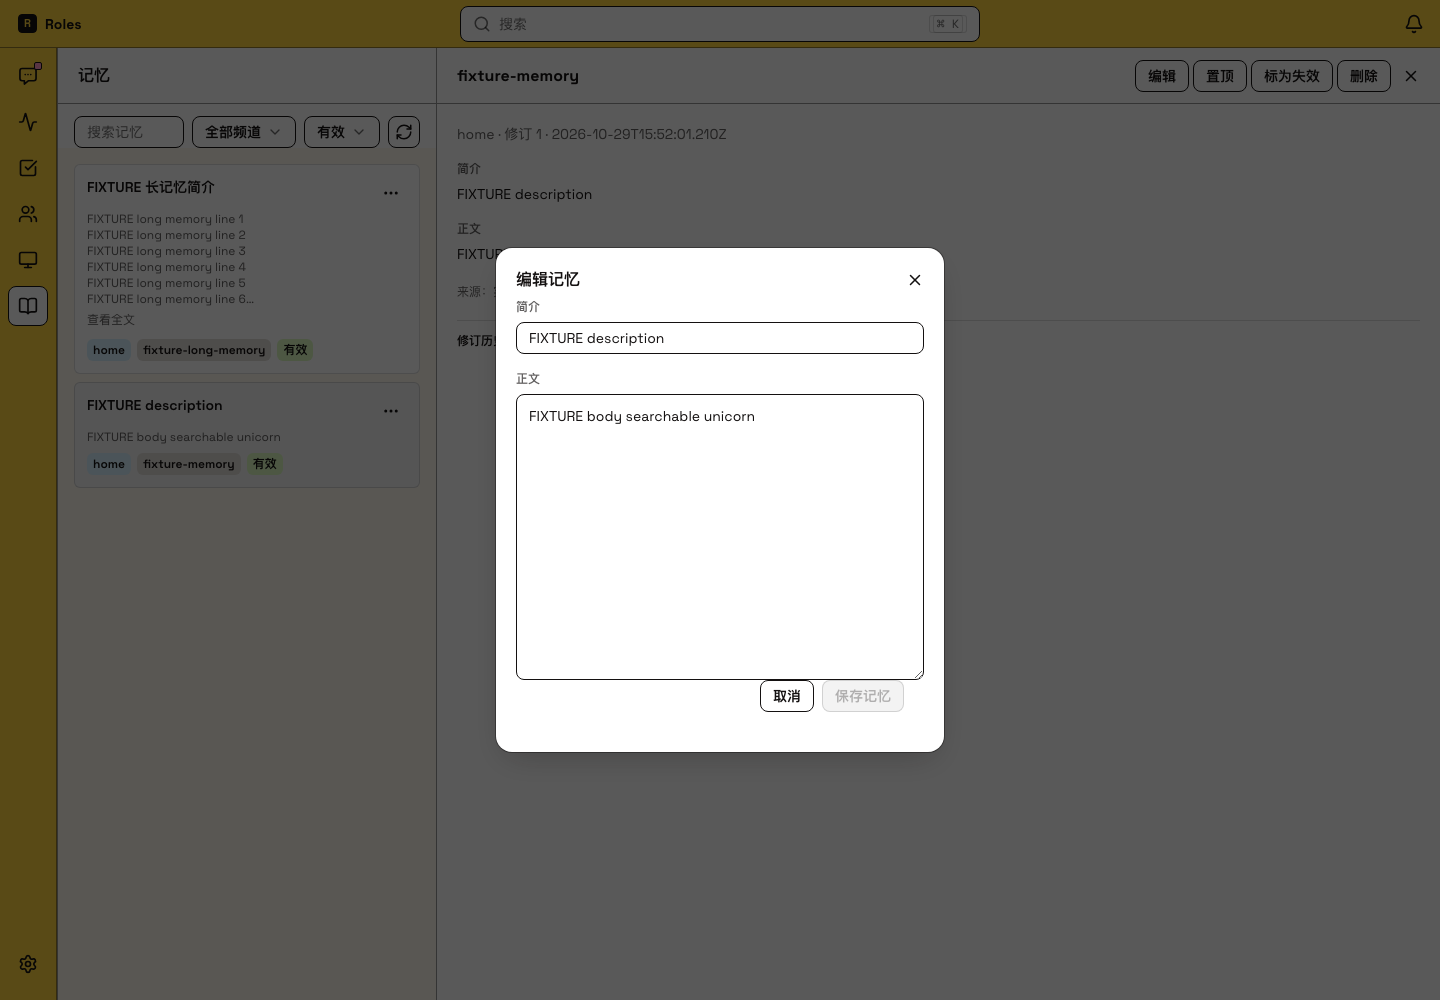 R Roles
搜索
⌘ K
记忆
搜索记忆
全部频道
有效
FIXTURE 长记忆简介
FIXTURE long memory line 1
FIXTURE long memory line 2
FIXTURE long memory line 3
FIXTURE long memory line 4
FIXTURE long memory line 5
FIXTURE long memory line 6...
查看全文
home fixture-long-memory 有效
FIXTURE description
FIXTURE body searchable unicorn
home fixture-memory 有效
fixture-memory
编辑 置顶 标为失效 删除
home · 修订 1 · 2026-10-29T15:52:01.210Z
简介
FIXTURE description
正文
来源：
修订历
编辑记忆
简介
FIXTURE description
正文
FIXTURE body searchable unicorn
取消 保存记忆